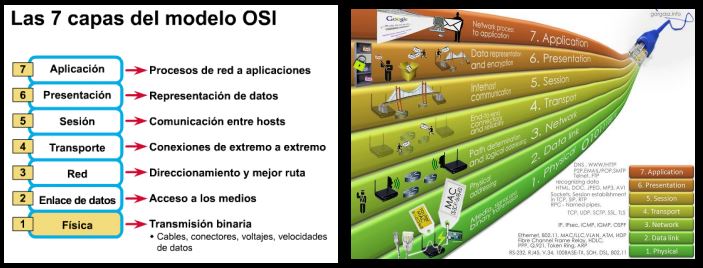 Las 7 capas del modelo OSI
7 Aplicación Procesos de red a aplicaciones
6 Presentación Representación de datos
5 Sesión Comunicación entre hosts
4 Transporte Conexiones de extremo a extremo
3 Red Direccionamiento y mejor ruta
2 Enlace de datos Acceso a los medios
1 Física Transmisión binaria
• Cables, conectores, voltajes, velocidades
de datos
Google
Network proces
to application
7. Application
Data representation
and encryption
6. Presentation
Interhost
communication
5. Session
End-to-end
connections
and reliability
4. Transport
Path determination
and logical addressing
3. Network
Physical
addressing
2. Data link
Media, signal and
binary
1. Physical
MAC
DNS, WWW/HTTP
P2P, EMAIL/POP, SMTP
Telnet, FTP
recognizing data
HTML, DOC, JPEG, MP3, AVI
Sockets, Session establishment
in TCP, SIP, RTP
RPC - Named pipes.
TCP, UDP, SCTP, SSL, TLS
IP, IPsec, ICMP, IGMP, OSPF
Ethernet, 802.11, MAC/LLC, VLAN, ATM, HDP
Fibre Channel, Frame Relay, HDLC,
PPP, Q.921, Token Ring, ARP
RS-232, RJ45, V.34, 100BASE-TX, SDH, DSL, 802.11
7. Application
6. Presentation
5. Session
4. Transport
3. Network
2. Data link
1. Physical